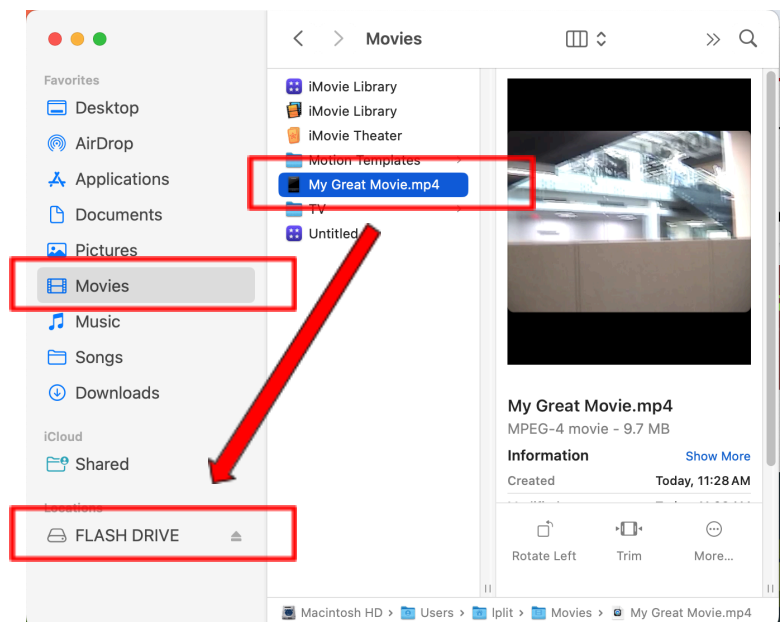 Movies
Favorites
Desktop
AirDrop
Applications
Documents
Pictures
Movies
Music
Songs
Downloads
iCloud
Shared
Locations
FLASH DRIVE
iMovie Library
iMovie Library
iMovie Theater
Motion Templates
My Great Movie.mp4
TV
Untitled
My Great Movie.mp4
MPEG-4 movie - 9.7 MB
Information Show More
Created Today, 11:28 AM
Rotate Left Trim More...
Macintosh HD › Users › lplit › Movies › My Great Movie.mp4